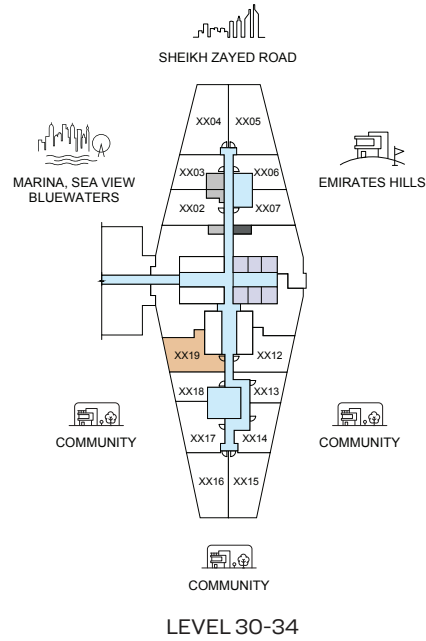 SHEIKH ZAYED ROAD
XX04 XX05
MARINA, SEA VIEW
BLUEWATERS
XX03 XX06
EMIRATES HILLS
XX02 XX07
XX19 XX12
XX18 XX13
COMMUNITY
COMMUNITY
XX17 XX14
XX16 XX15
COMMUNITY
LEVEL 30-34